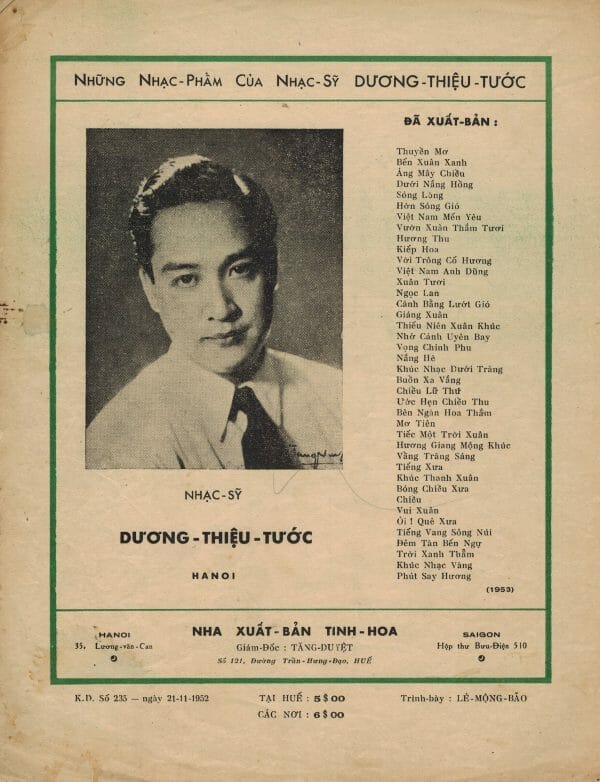 NHỮNG NHẠC-PHẨM CỦA NHẠC-SỸ DƯƠNG-THIỆU-TƯỚC
ĐÃ XUẤT-BẢN :
Thuyền Mơ
Bến Xuân Xanh
Áng Mây Chiều
Dưới Nắng Hồng
Sóng Lòng
Hờn Sóng Gió
Việt Nam Mến Yêu
Vườn Xuân Thắm Tươi
Hương Thu
Kiếp Hoa
Vời Trông Cố Hương
Việt Nam Anh Dũng
Xuân Tươi
Ngọc Lan
Cánh Bằng Lướt Gió
Giáng Xuân
Thiếu Niên Xuân Khúc
Nhờ Cánh Uyên Bay
Vọng Chinh Phu
Nắng Hè
Khúc Nhạc Dưới Trăng
Buồn Xa Vắng
Chiều Lữ Thứ
Ước Hẹn Chiều Thu
Bên Ngàn Hoa Thắm
Mơ Tiên
Tiếc Một Trời Xuân
Hương Giang Mộng Khúc
Vầng Trăng Sáng
Tiếng Xưa
Khúc Thanh Xuân
Bóng Chiều Xưa
Chiều
Vui Xuân
Ôi ! Quê Xưa
Tiếng Vang Sông Núi
Đêm Tàn Bến Ngự
Trời Xanh Thẳm
Khúc Nhạc Vàng
Phút Say Hương
(1953)
NHẠC-SỸ
DƯƠNG-THIỆU-TƯỚC
HANOI
HANOI
35, Lương-văn-Can
NHA XUẤT-BẢN TINH-HOA
Giám-Đốc : TĂNG-DUYỆT
Số 121, Đường Trần-Hưng-Đạo, HUẾ
SAIGON
Hộp thư Bưu-Điện 510
K.D. Số 235 — ngày 21-11-1952
TẠI HUẾ : 5$00
CÁC NƠI : 6$00
Trình-bày : LÊ-MỘNG-BẢO